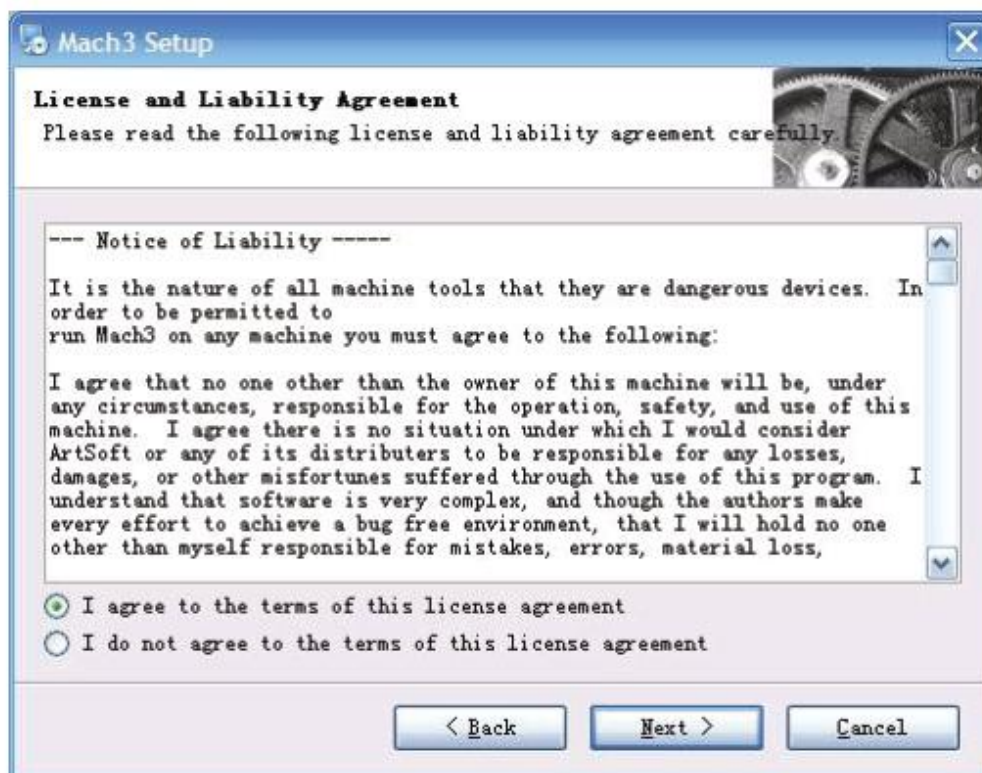 Mach3 Setup
License and Liability Agreement
Please read the following license and liability agreement carefully.
--- Notice of Liability -----
It is the nature of all machine tools that they are dangerous devices.  In
order to be permitted to
run Mach3 on any machine you must agree to the following:
I agree that no one other than the owner of this machine will be, under
any circumstances, responsible for the operation, safety, and use of this
machine.  I agree there is no situation under which I would consider
ArtSoft or any of its distributers to be responsible for any losses,
damages, or other misfortunes suffered through the use of this program.  I
understand that software is very complex, and though the authors make
every effort to achieve a bug free environment, that I will hold no one
other than myself responsible for mistakes, errors, material loss,
I agree to the terms of this license agreement
I do not agree to the terms of this license agreement
< Back
Next >
Cancel